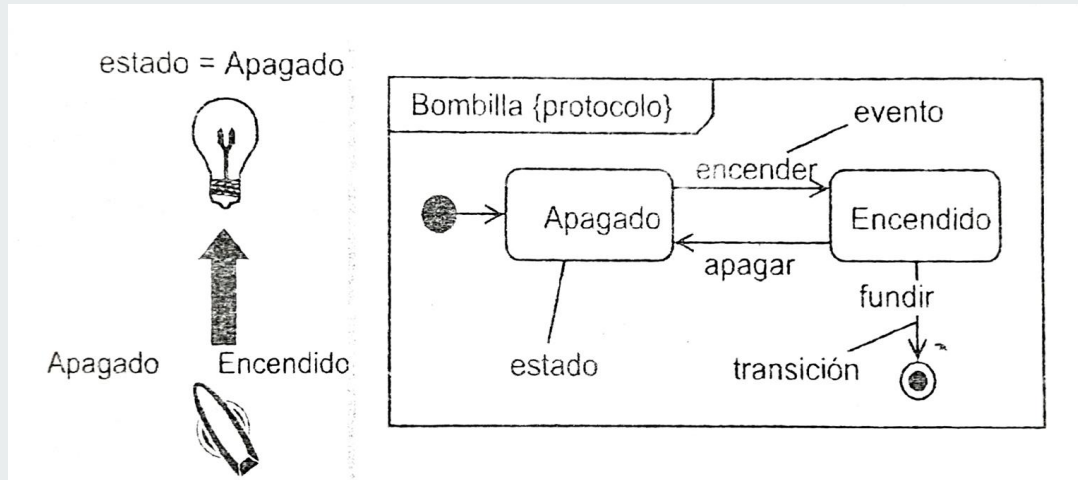 estado = Apagado
Apagado Encendido
Bombilla {protocolo}
evento
encender
Apagado
Encendido
apagar
fundir
estado
transición